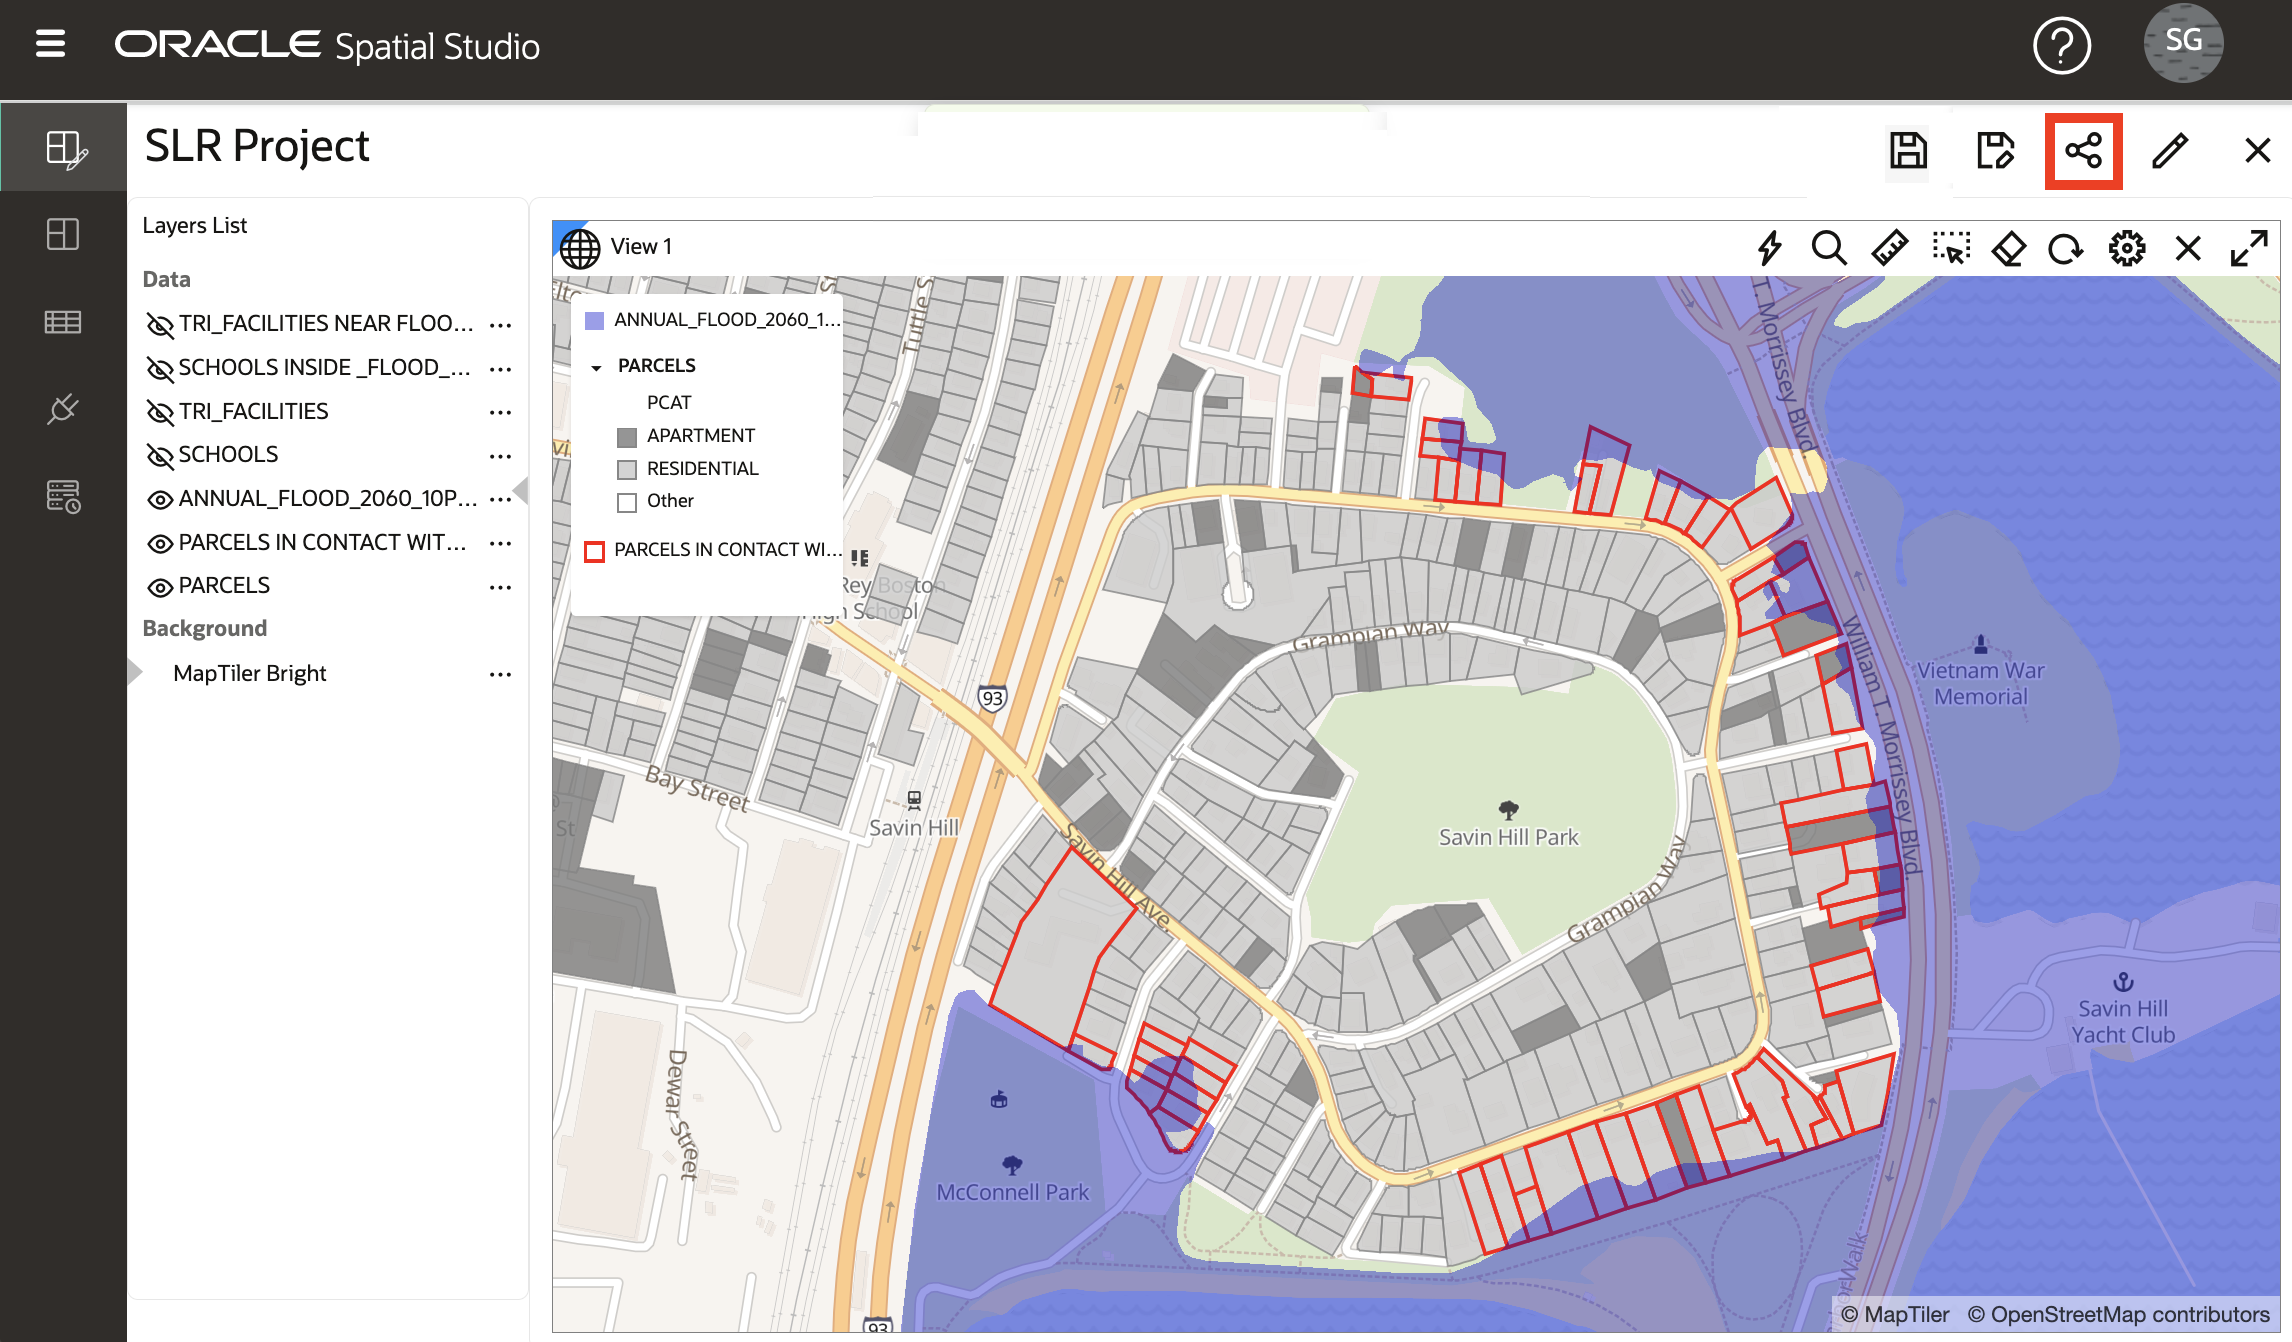 ORACLE Spatial Studio
SG
SLR Project
Layers List
Data
TRI_FACILITIES NEAR FLOO...
SCHOOLS INSIDE _FLOOD_...
TRI_FACILITIES
SCHOOLS
ANNUAL_FLOOD_2060_10P...
PARCELS IN CONTACT WIT...
PARCELS
Background
MapTiler Bright
View 1
ANNUAL_FLOOD_2060_1...
PARCELS
PCAT
APARTMENT
RESIDENTIAL
Other
PARCELS IN CONTACT WI...
Tuttle S
T. Morrissey Blvd.
Rey Boston
High School
Grampian Way
William T. Morrissey Blvd.
Vietnam War
Memorial
93
Bay Street
St
Savin Hill
Savin Hill Park
Savin Hill Ave.
Grampian Way
Savin Hill
Yacht Club
Dewar Street
McConnell Park
93
orWalk
© MapTiler © OpenStreetMap contributors